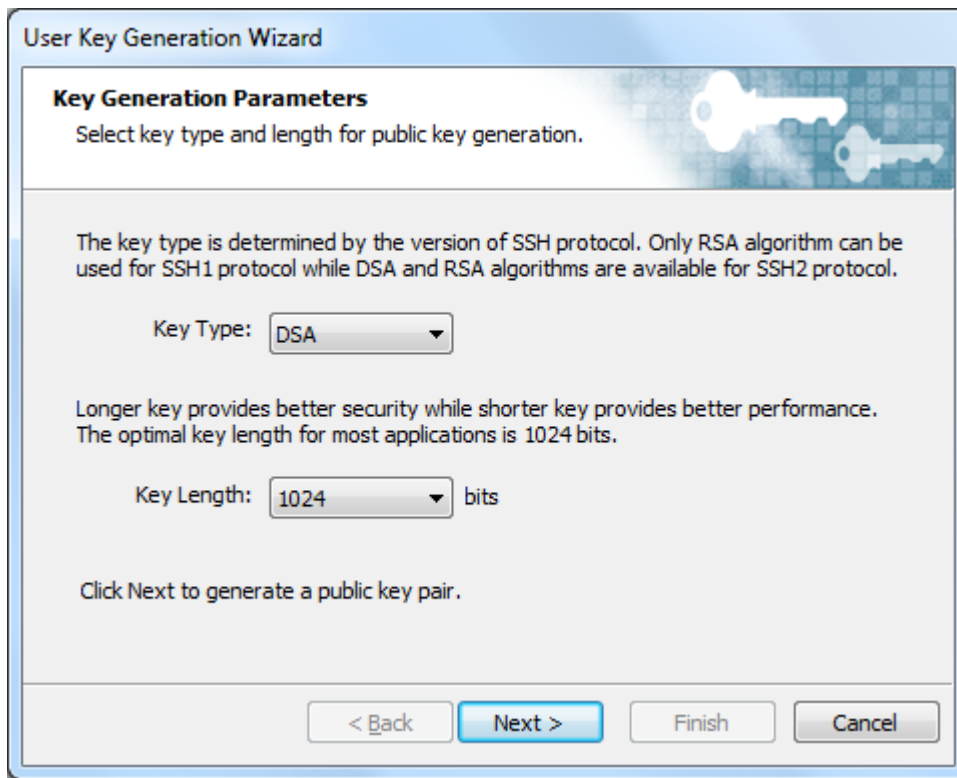 User Key Generation Wizard
Key Generation Parameters
Select key type and length for public key generation.
The key type is determined by the version of SSH protocol. Only RSA algorithm can be
used for SSH1 protocol while DSA and RSA algorithms are available for SSH2 protocol.
Key Type: DSA
Longer key provides better security while shorter key provides better performance.
The optimal key length for most applications is 1024 bits.
Key Length: 1024 bits
Click Next to generate a public key pair.
< Back Next > Finish Cancel